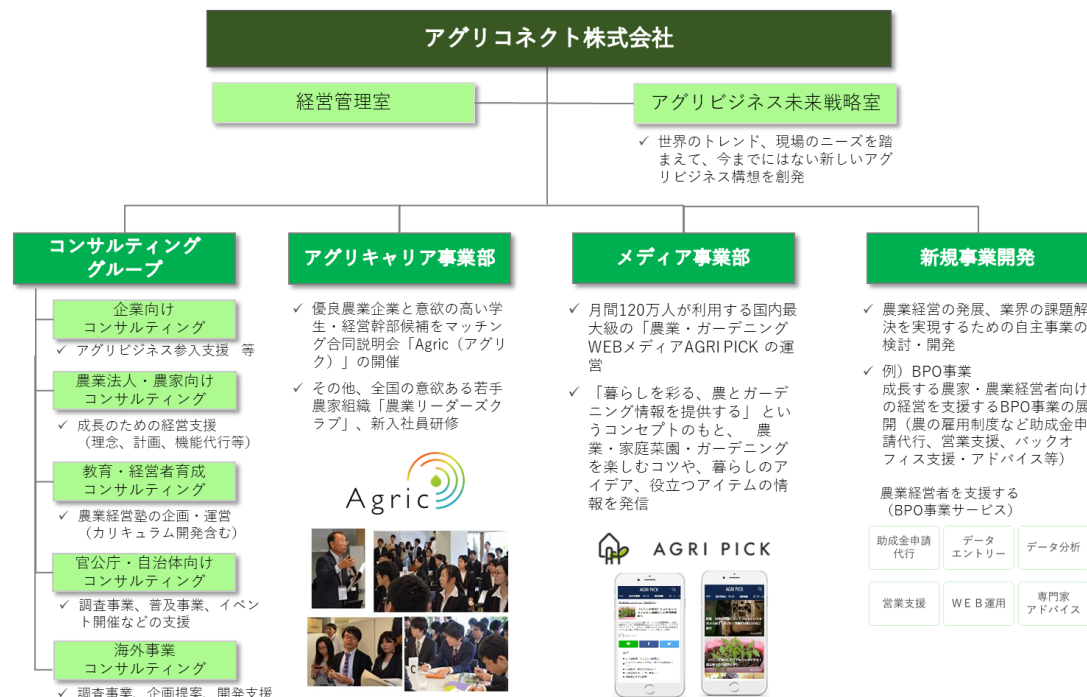 アグリコネクト株式会社
経営管理室
アグリビジネス未来戦略室
✓ 世界のトレンド、現場のニーズを踏
まえて、今までにはない新しいアグ
リビジネス構想を創発
コンサルティング
グループ
企業向け
コンサルティング
✓ アグリビジネス参入支援 等
農業法人・農家向け
コンサルティング
✓ 成長のための経営支援
（理念、計画、機能代行等）
教育・経営者育成
コンサルティング
✓ 農業経営塾の企画・運営
（カリキュラム開発含む）
官公庁・自治体向け
コンサルティング
✓ 調査事業、普及事業、イベン
ト開催などの支援
海外事業
コンサルティング
✓ 調査事業、企画提案、開発支援
アグリキャリア事業部
✓ 優良農業企業と意欲の高い学
生・経営幹部候補をマッチン
グ合同説明会「Agric（アグリ
ク）」の開催
✓ その他、全国の意欲ある若手
農家組織「農業リーダーズク
ラブ」、新入社員研修
Agric
メディア事業部
✓ 月間120万人が利用する国内最
大級の「農業・ガーデニング
WEBメディアAGRI PICK の運
営
✓ 「暮らしを彩る、農とガーデ
ニング情報を提供する」 とい
うコンセプトのもと、 農
業・家庭菜園・ガーデニング
を楽しむコツや、暮らしのア
イデア、役立つアイテムの情
報を発信
AGRI PICK
AGRI PICK
AGRI PICK
新規事業開発
✓ 農業経営の発展、業界の課題解
決を実現するための自主事業の
検討・開発
✓ 例）BPO事業
成長する農家・農業経営者向け
の経営を支援するBPO事業の展
開（農の雇用制度など助成金申
請代行、営業支援、バックオ
フィス支援・アドバイス等）
農業経営者を支援する
（BPO事業サービス）
助成金申請
代行
データ
エントリー
データ分析
営業支援
ＷＥＢ運用
専門家
アドバイス